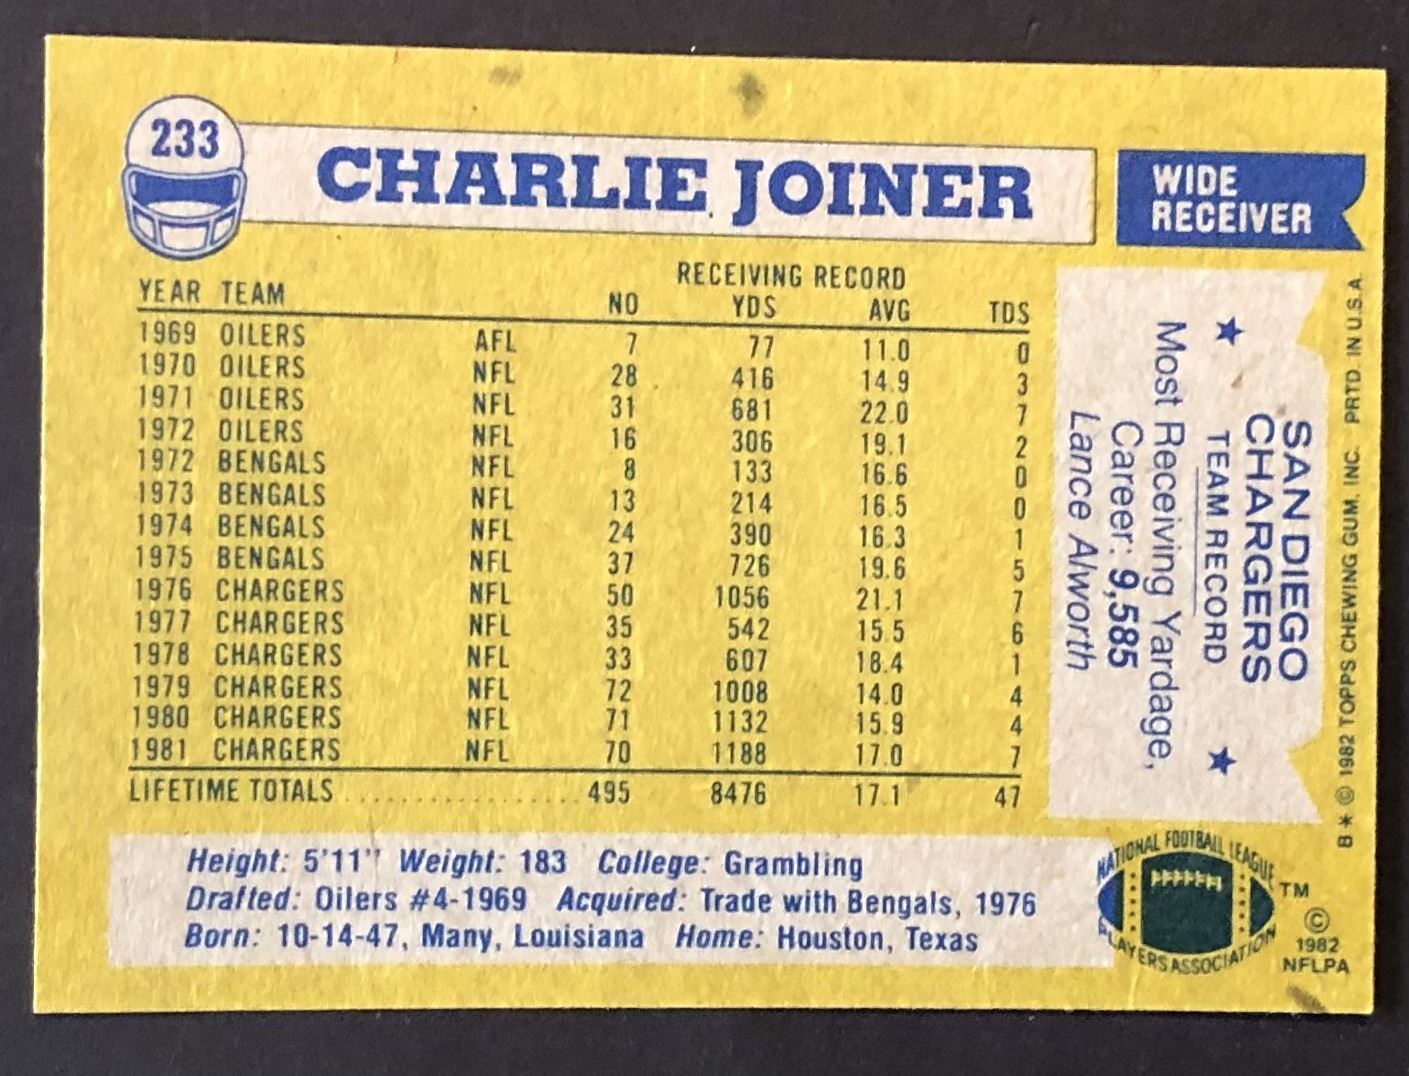 233
CHARLIE JOINER
WIDE
RECEIVER
RECEIVING RECORD
YEAR TEAM NO YDS AVG TDS
1969 OILERS AFL 7 77 11.0 0
1970 OILERS NFL 28 416 14.9 3
1971 OILERS NFL 31 681 22.0 7
1972 OILERS NFL 16 306 19.1 2
1972 BENGALS NFL 8 133 16.6 0
1973 BENGALS NFL 13 214 16.5 0
1974 BENGALS NFL 24 390 16.3 1
1975 BENGALS NFL 37 726 19.6 5
1976 CHARGERS NFL 50 1056 21.1 7
1977 CHARGERS NFL 35 542 15.5 6
1978 CHARGERS NFL 33 607 18.4 1
1979 CHARGERS NFL 72 1008 14.0 4
1980 CHARGERS NFL 71 1132 15.9 4
1981 CHARGERS NFL 70 1188 17.0 7
LIFETIME TOTALS .................... 495 8476 17.1 47
Height: 5'11" Weight: 183 College: Grambling
Drafted: Oilers #4-1969 Acquired: Trade with Bengals, 1976
Born: 10-14-47, Many, Louisiana Home: Houston, Texas
SAN DIEGO
CHARGERS
★ TEAM RECORD ★
Most Receiving Yardage,
Career: 9,585
Lance Alworth
B* © 1982 TOPPS CHEWING GUM, INC. PRTD. IN U.S.A.
NATIONAL FOOTBALL LEAGUE
PLAYERS ASSOCIATION
TM
©
1982
NFLPA